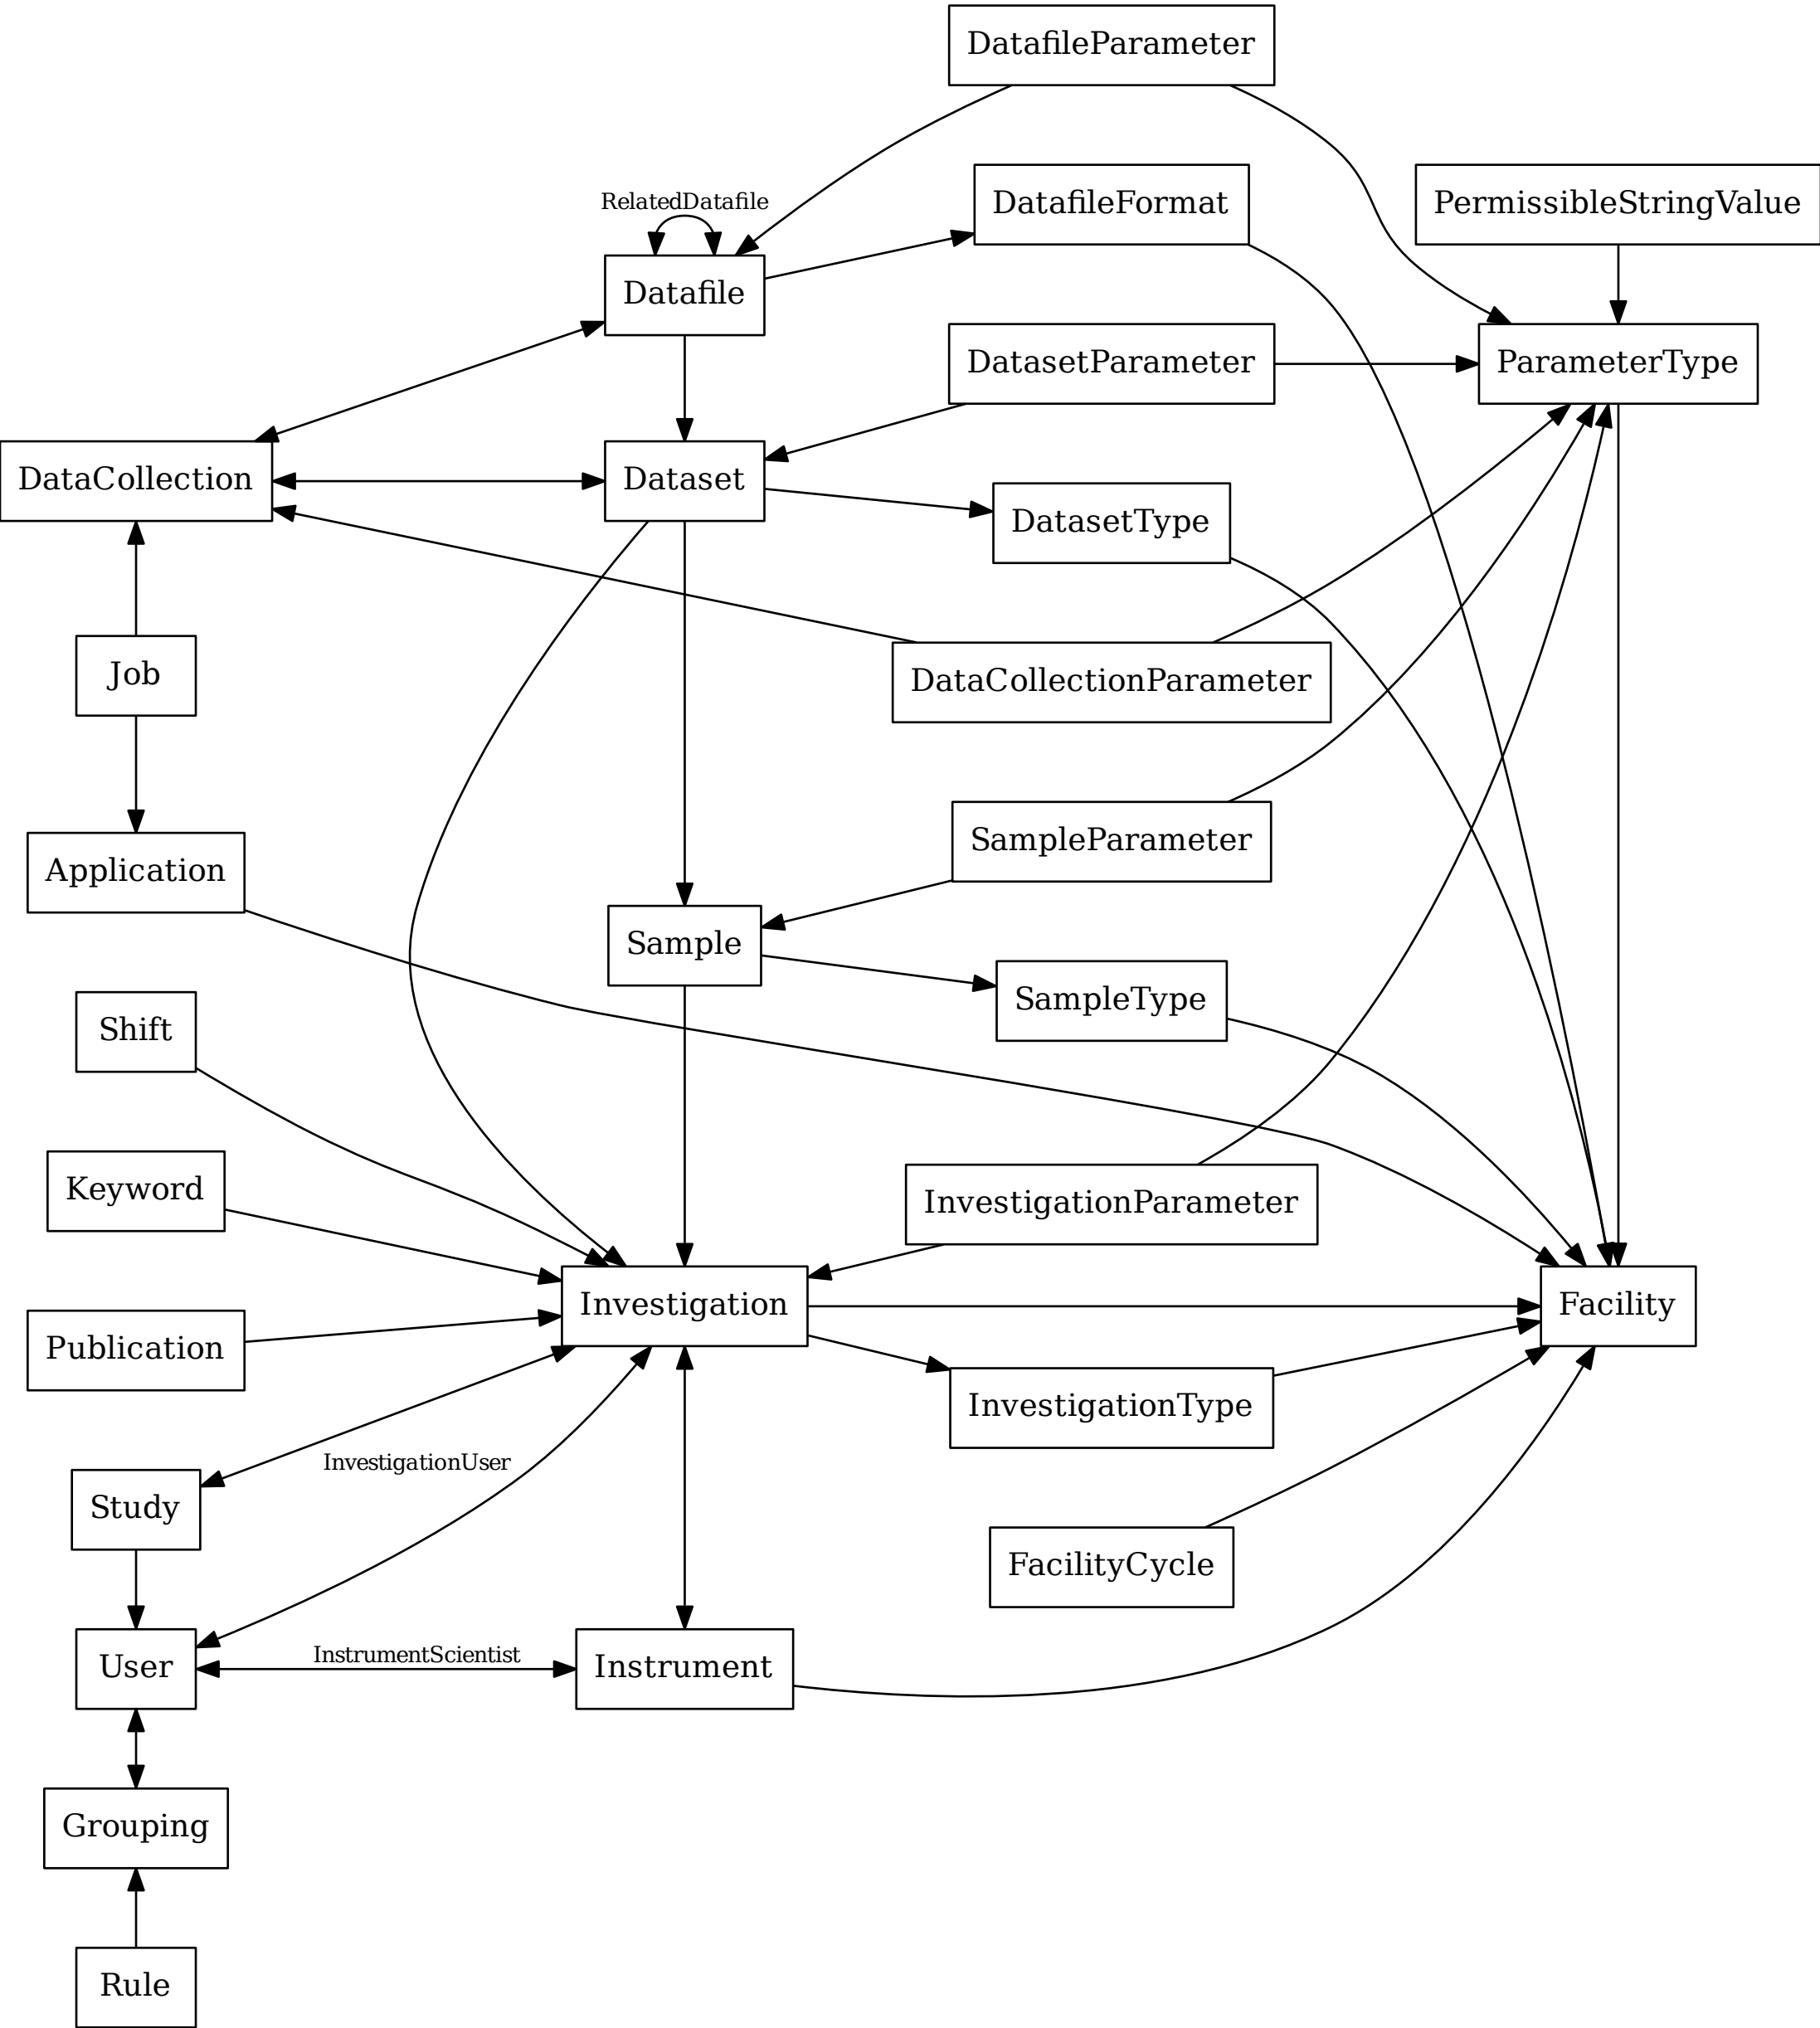 DatafileParameter
RelatedDatafile
DatafileFormat
PermissibleStringValue
Datafile
DatasetParameter
ParameterType
DataCollection
Dataset
DatasetType
Job
DataCollectionParameter
Application
SampleParameter
Sample
SampleType
Shift
Keyword
InvestigationParameter
Investigation
Facility
Publication
InvestigationType
InvestigationUser
Study
FacilityCycle
User
InstrumentScientist
Instrument
Grouping
Rule